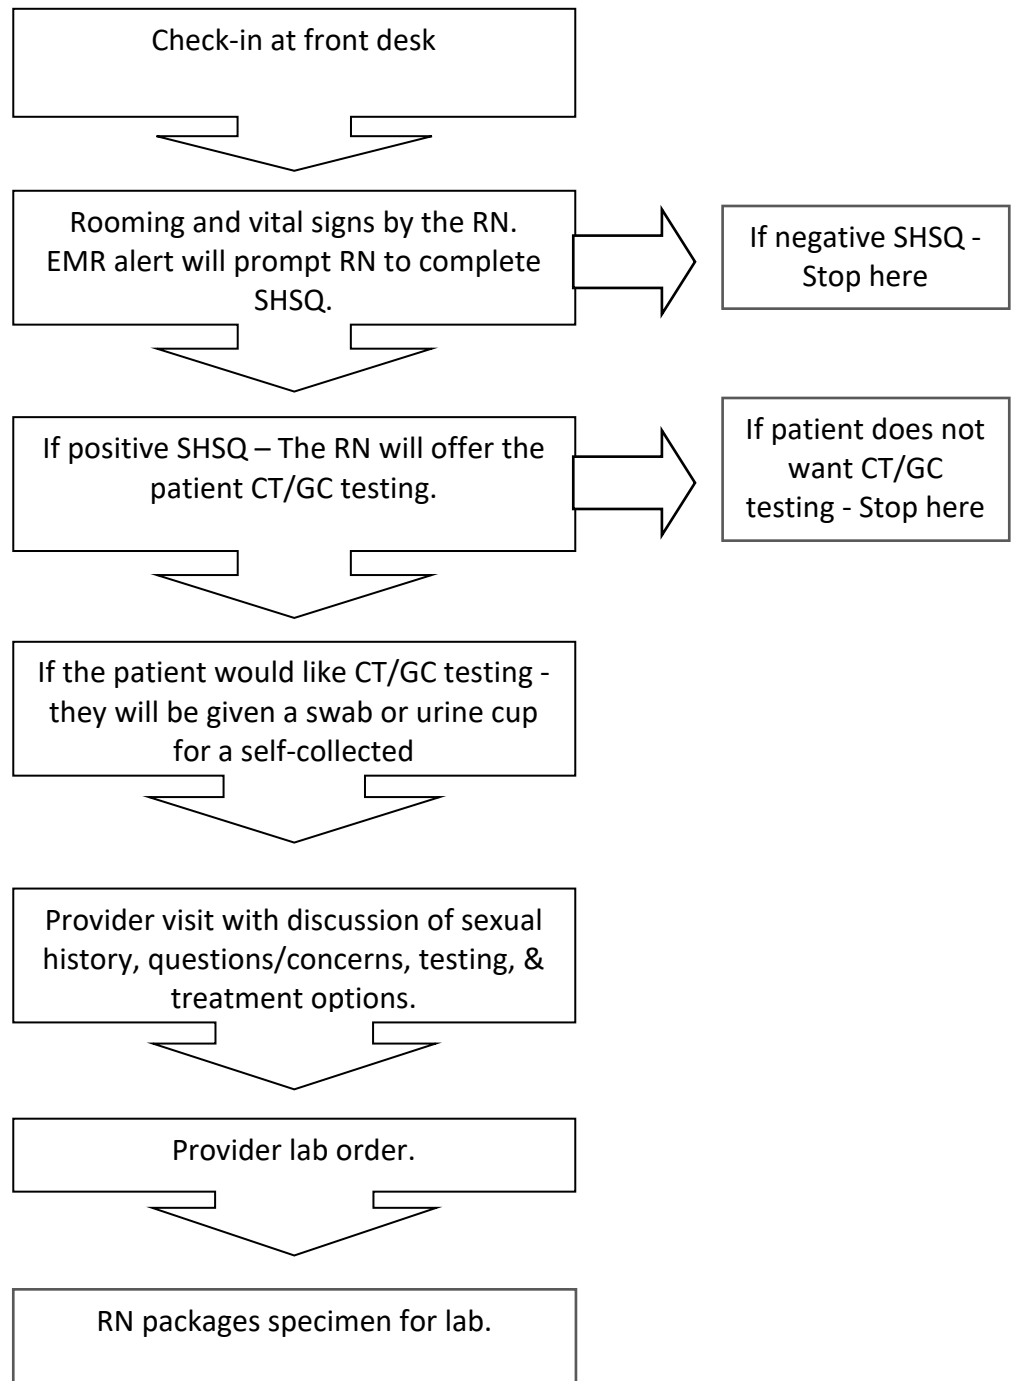 Check-in at front desk
Rooming and vital signs by the RN.
EMR alert will prompt RN to complete
SHSQ.
If negative SHSQ -
Stop here
If positive SHSQ – The RN will offer the
patient CT/GC testing.
If patient does not
want CT/GC
testing - Stop here
If the patient would like CT/GC testing -
they will be given a swab or urine cup
for a self-collected
Provider visit with discussion of sexual
history, questions/concerns, testing, &
treatment options.
Provider lab order.
RN packages specimen for lab.